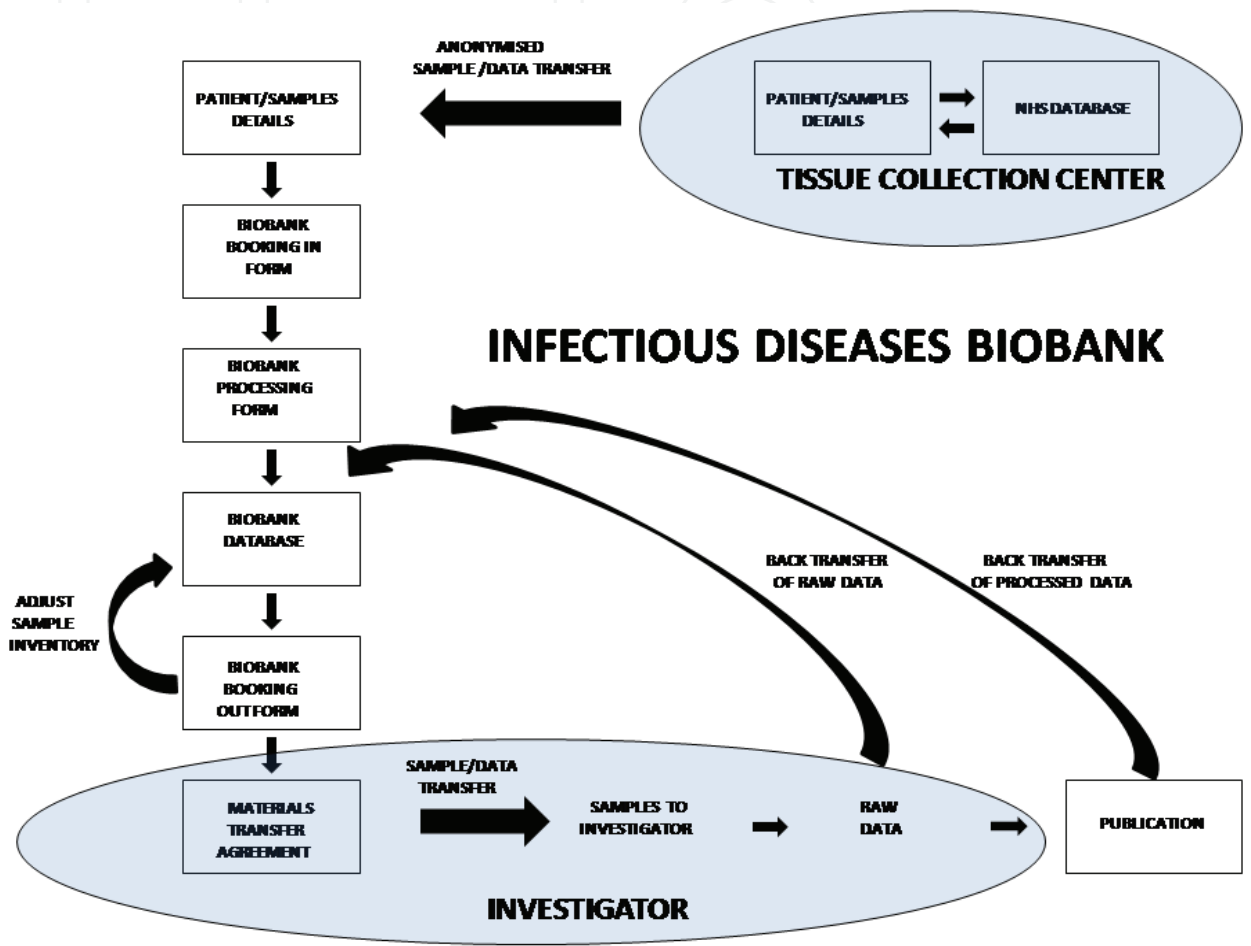 ANONYMISED
SAMPLE/DATA TRANSFER
PATIENT/SAMPLES
DETAILS
PATIENT/SAMPLES
DETAILS
NHS DATABASE
TISSUE COLLECTION CENTER
BIOBANK
BOOKING IN
FORM
INFECTIOUS DISEASES BIOBANK
BIOBANK
PROCESSING
FORM
BIOBANK
DATABASE
BACK TRANSFER
OF RAW DATA
BACK TRANSFER
OF PROCESSED DATA
ADJUST
SAMPLE
INVENTORY
BIOBANK
BOOKING
OUT FORM
MATERIALS
TRANSFER
AGREEMENT
SAMPLE/DATA
TRANSFER
SAMPLES TO
INVESTIGATOR
RAW
DATA
PUBLICATION
INVESTIGATOR